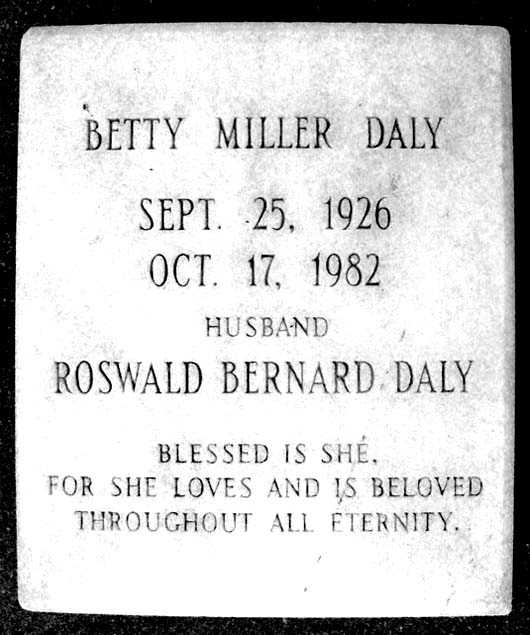 BETTY MILLER DALY
SEPT. 25, 1926
OCT. 17, 1982
HUSBAND
ROSWALD BERNARD DALY
BLESSED IS SHE,
FOR SHE LOVES AND IS BELOVED
THROUGHOUT ALL ETERNITY.